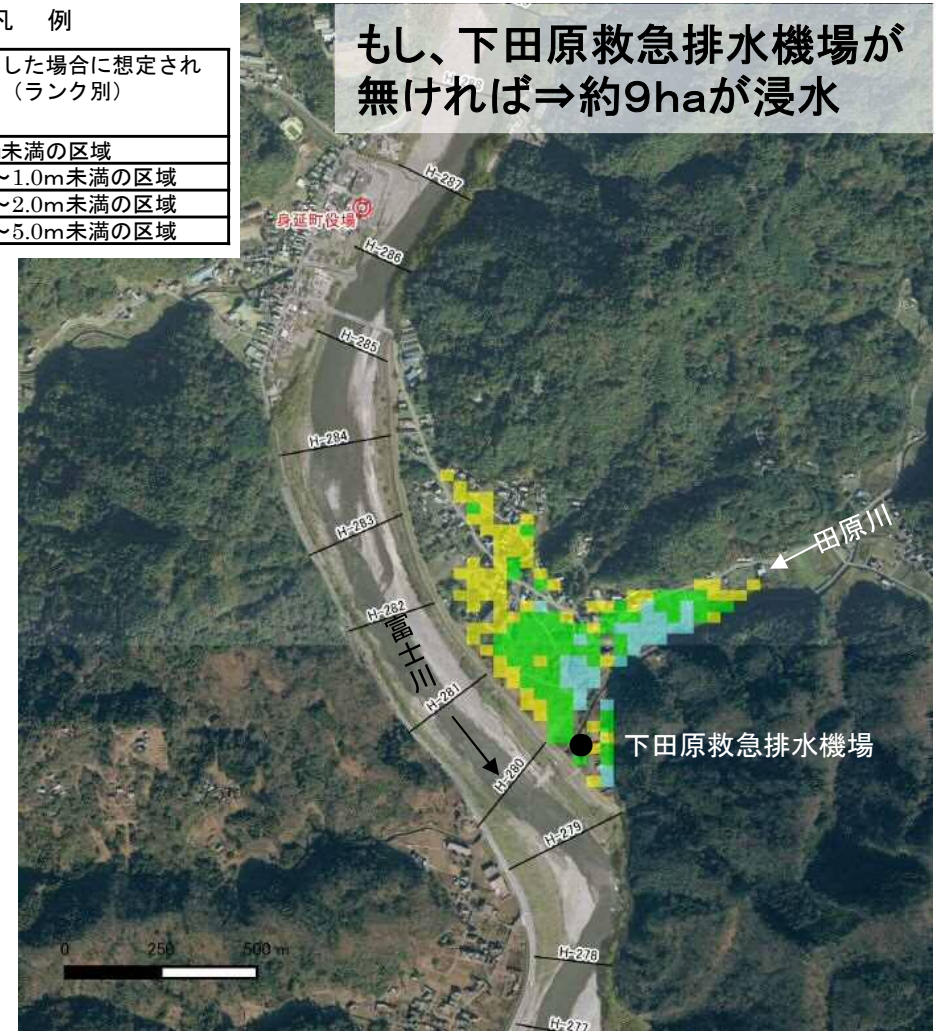 凡 例
した場合に想定され
（ランク別）
未満の区域
～1.0m未満の区域
～2.0m未満の区域
～5.0m未満の区域
もし、下田原救急排水機場が
無ければ⇒約9haが浸水
H-288
H-287
身延町役場
H-286
H-285
H-284
H-283
田原川
H-282
富士川
H-281
下田原救急排水機場
H-280
H-279
0 250 500 m
H-278
H-277